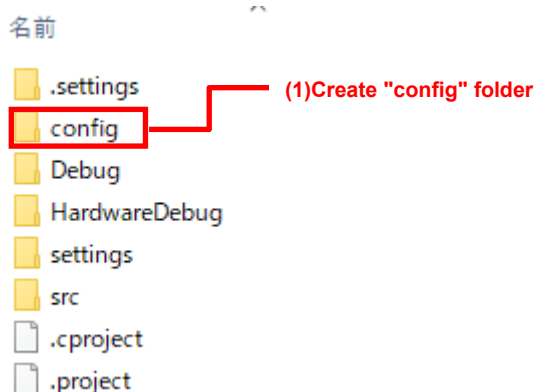 名前
.settings
(1)Create "config" folder
config
Debug
HardwareDebug
settings
src
.cproject
.project